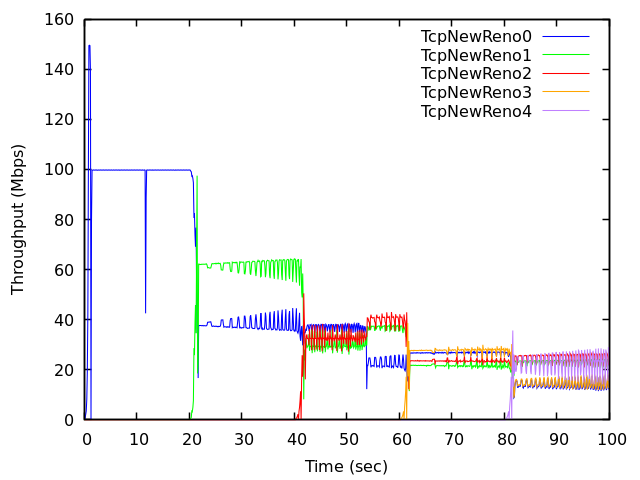 160
140
120
100
80
60
40
20
0
Throughput (Mbps)
TcpNewReno0
TcpNewReno1
TcpNewReno2
TcpNewReno3
TcpNewReno4
0 10 20 30 40 50 60 70 80 90 100
Time (sec)